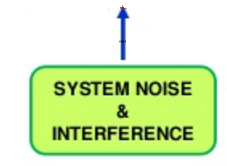 SYSTEM NOISE
&
INTERFERENCE